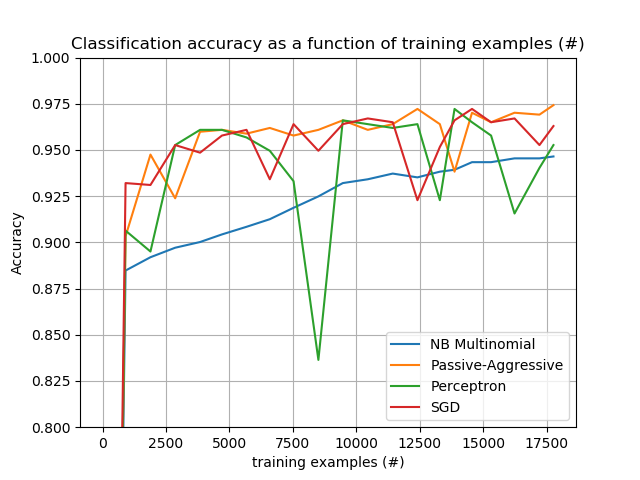 Classification accuracy as a function of training examples (#)
1.000
0.975
0.950
0.925
0.900
0.875
0.850
0.825
0.800
Accuracy
NB Multinomial
Passive-Aggressive
Perceptron
SGD
0 2500 5000 7500 10000 12500 15000 17500
training examples (#)